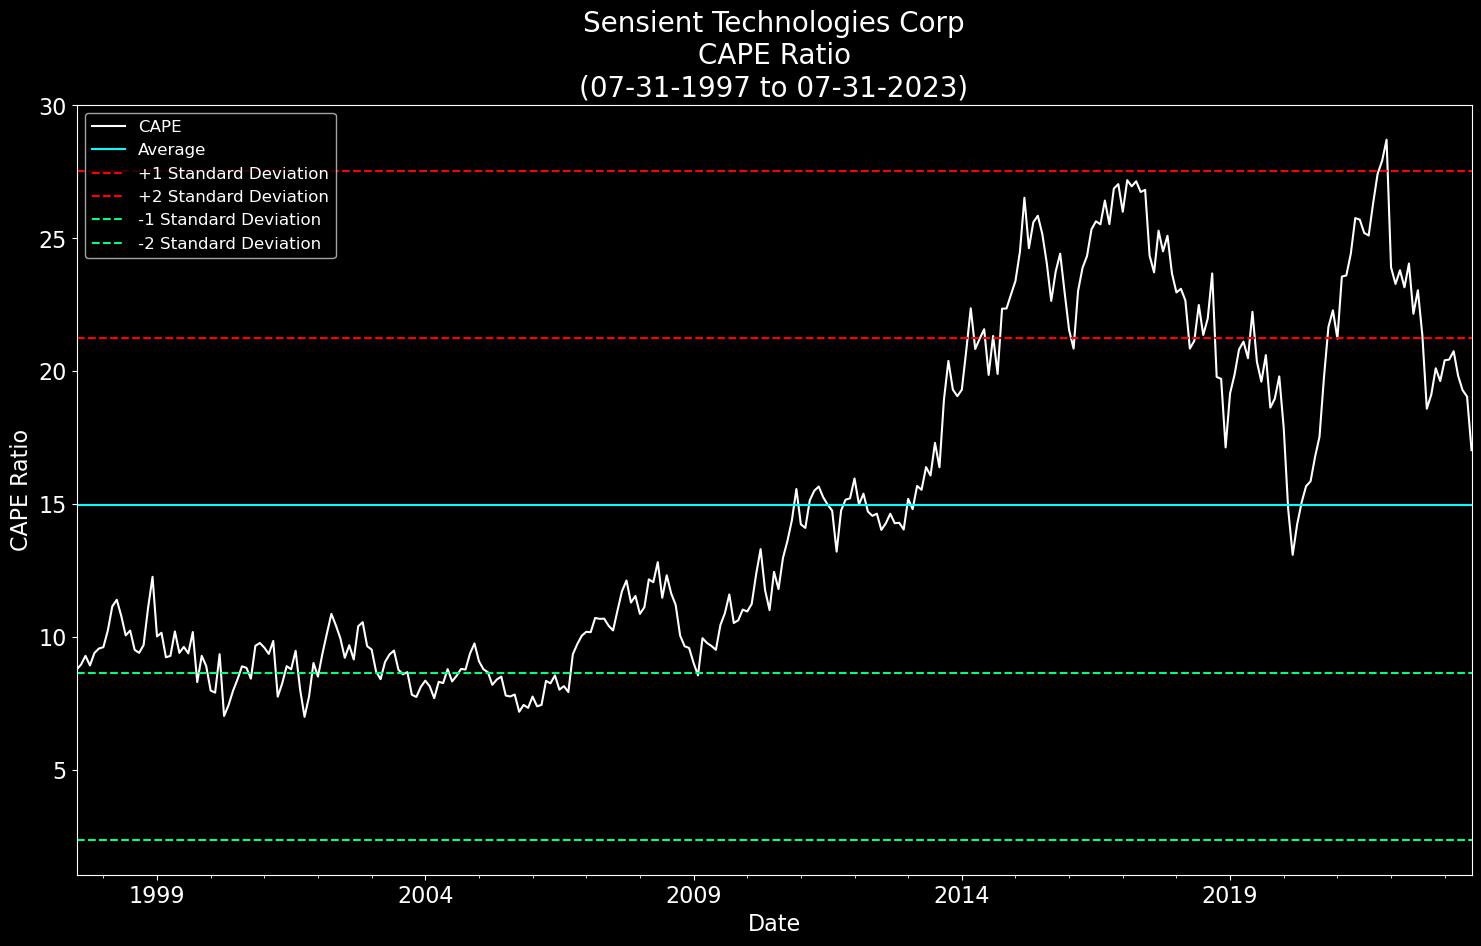 Sensient Technologies Corp
CAPE Ratio
(07-31-1997 to 07-31-2023)
CAPE
Average
+1 Standard Deviation
+2 Standard Deviation
-1 Standard Deviation
-2 Standard Deviation
30
25
20
15
10
5
CAPE Ratio
1999
2004
2009
2014
2019
Date